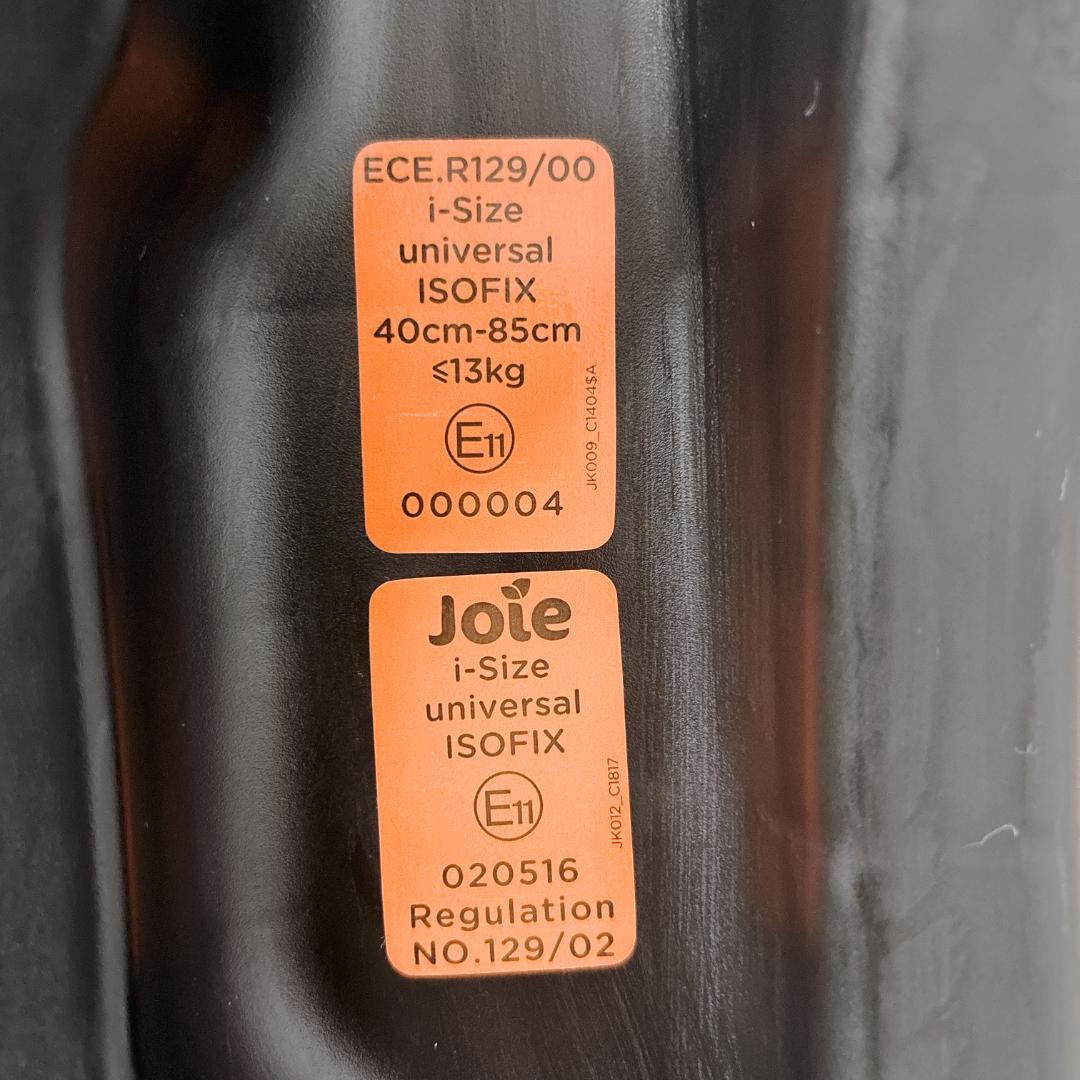 ECE.R129/00
i-Size
universal
ISOFIX
40cm-85cm
≤13kg
E11
000004
JK009_C1404$A
Joie
i-Size
universal
ISOFIX
E11
020516
Regulation
NO.129/02
JK012_C1817